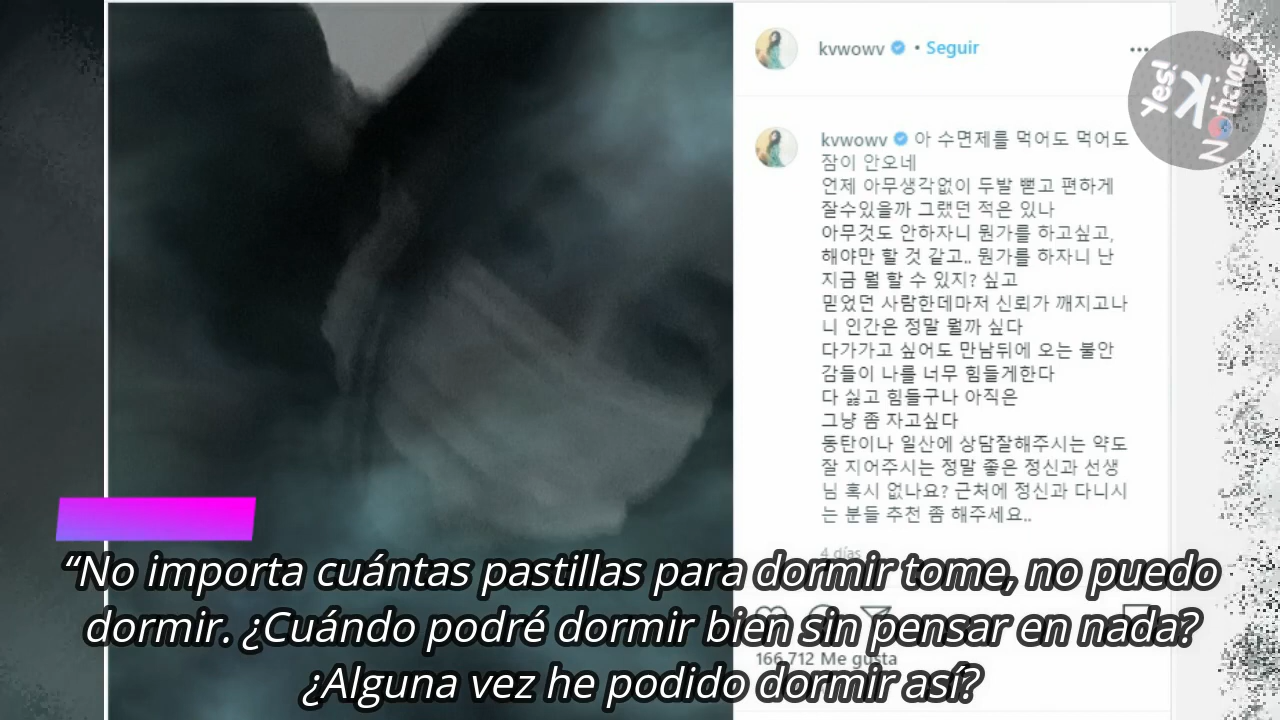 kvwowv • Seguir
Yes! K Noticias
kvwowv 아 수면제를 먹어도 먹어도
잠이 안오네
언제 아무생각없이 두발 뻗고 편하게
잘수있을까 그랬던 적은 있나
아무것도 안하자니 뭔가를 하고싶고,
해야만 할 것 같고.. 뭔가를 하자니 난
지금 뭘 할 수 있지? 싶고
믿었던 사람한데마저 신뢰가 깨지고나
니 인간은 정말 뭘까 싶다
다가가고 싶어도 만남뒤에 오는 불안
감들이 나를 너무 힘들게한다
다 싫고 힘들구나 아직은
그냥 좀 자고싶다
동탄이나 일산에 상담잘해주시는 약도
잘 지어주시는 정말 좋은 정신과 선생
님 혹시 없나요? 근처에 정신과 다니시
는 분들 추천 좀 해주세요..
4 días
“No importa cuántas pastillas para dormir tome, no puedo
dormir. ¿Cuándo podré dormir bien sin pensar en nada?
166,712 Me gusta
¿Alguna vez he podido dormir así?